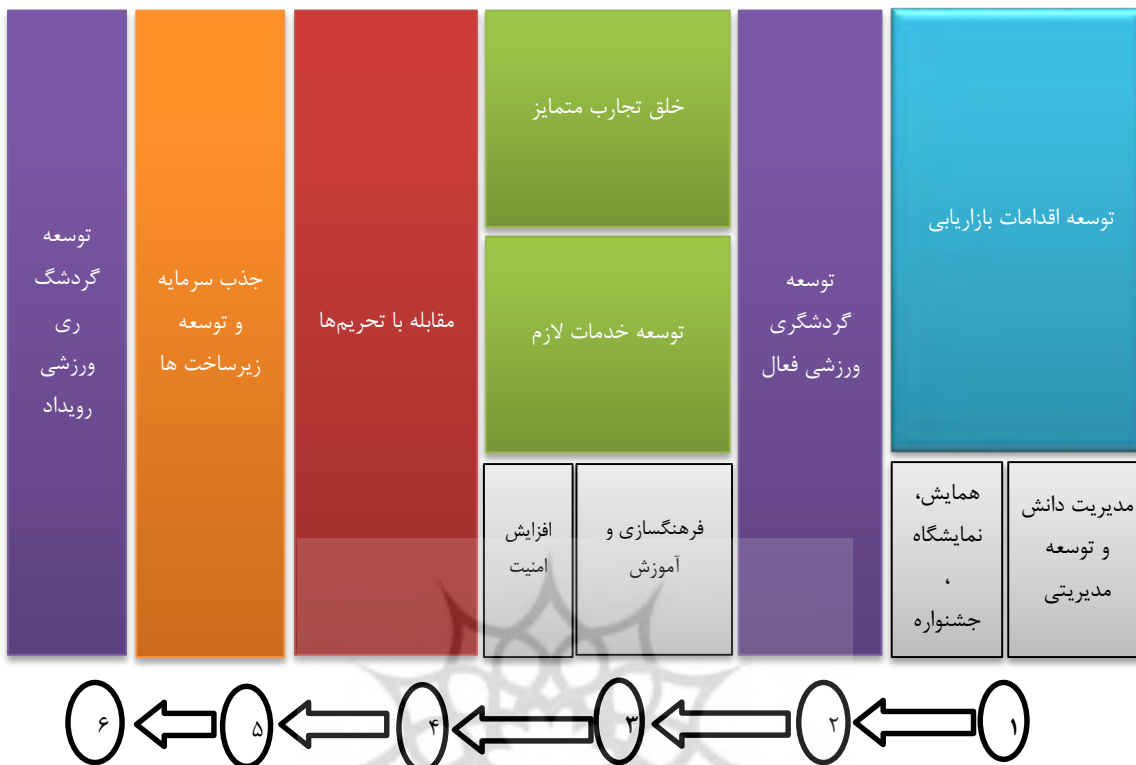 توسعه اقدامات بازاریابی
مدیریت دانش
و توسعه
مدیریتی
همایش،
نمایشگاه
،
جشنواره
توسعه
گردشگری
ورزشی فعال
خلق تجارب متمایز
توسعه خدمات لازم
فرهنگسازی و
آموزش
افزایش
امنیت
مقابله با تحریم‌ها
جذب سرمایه
و توسعه
زیرساخت ها
توسعه
گردشگ
ری
ورزشی
رویداد
۱
۲
۳
۴
۵
۶